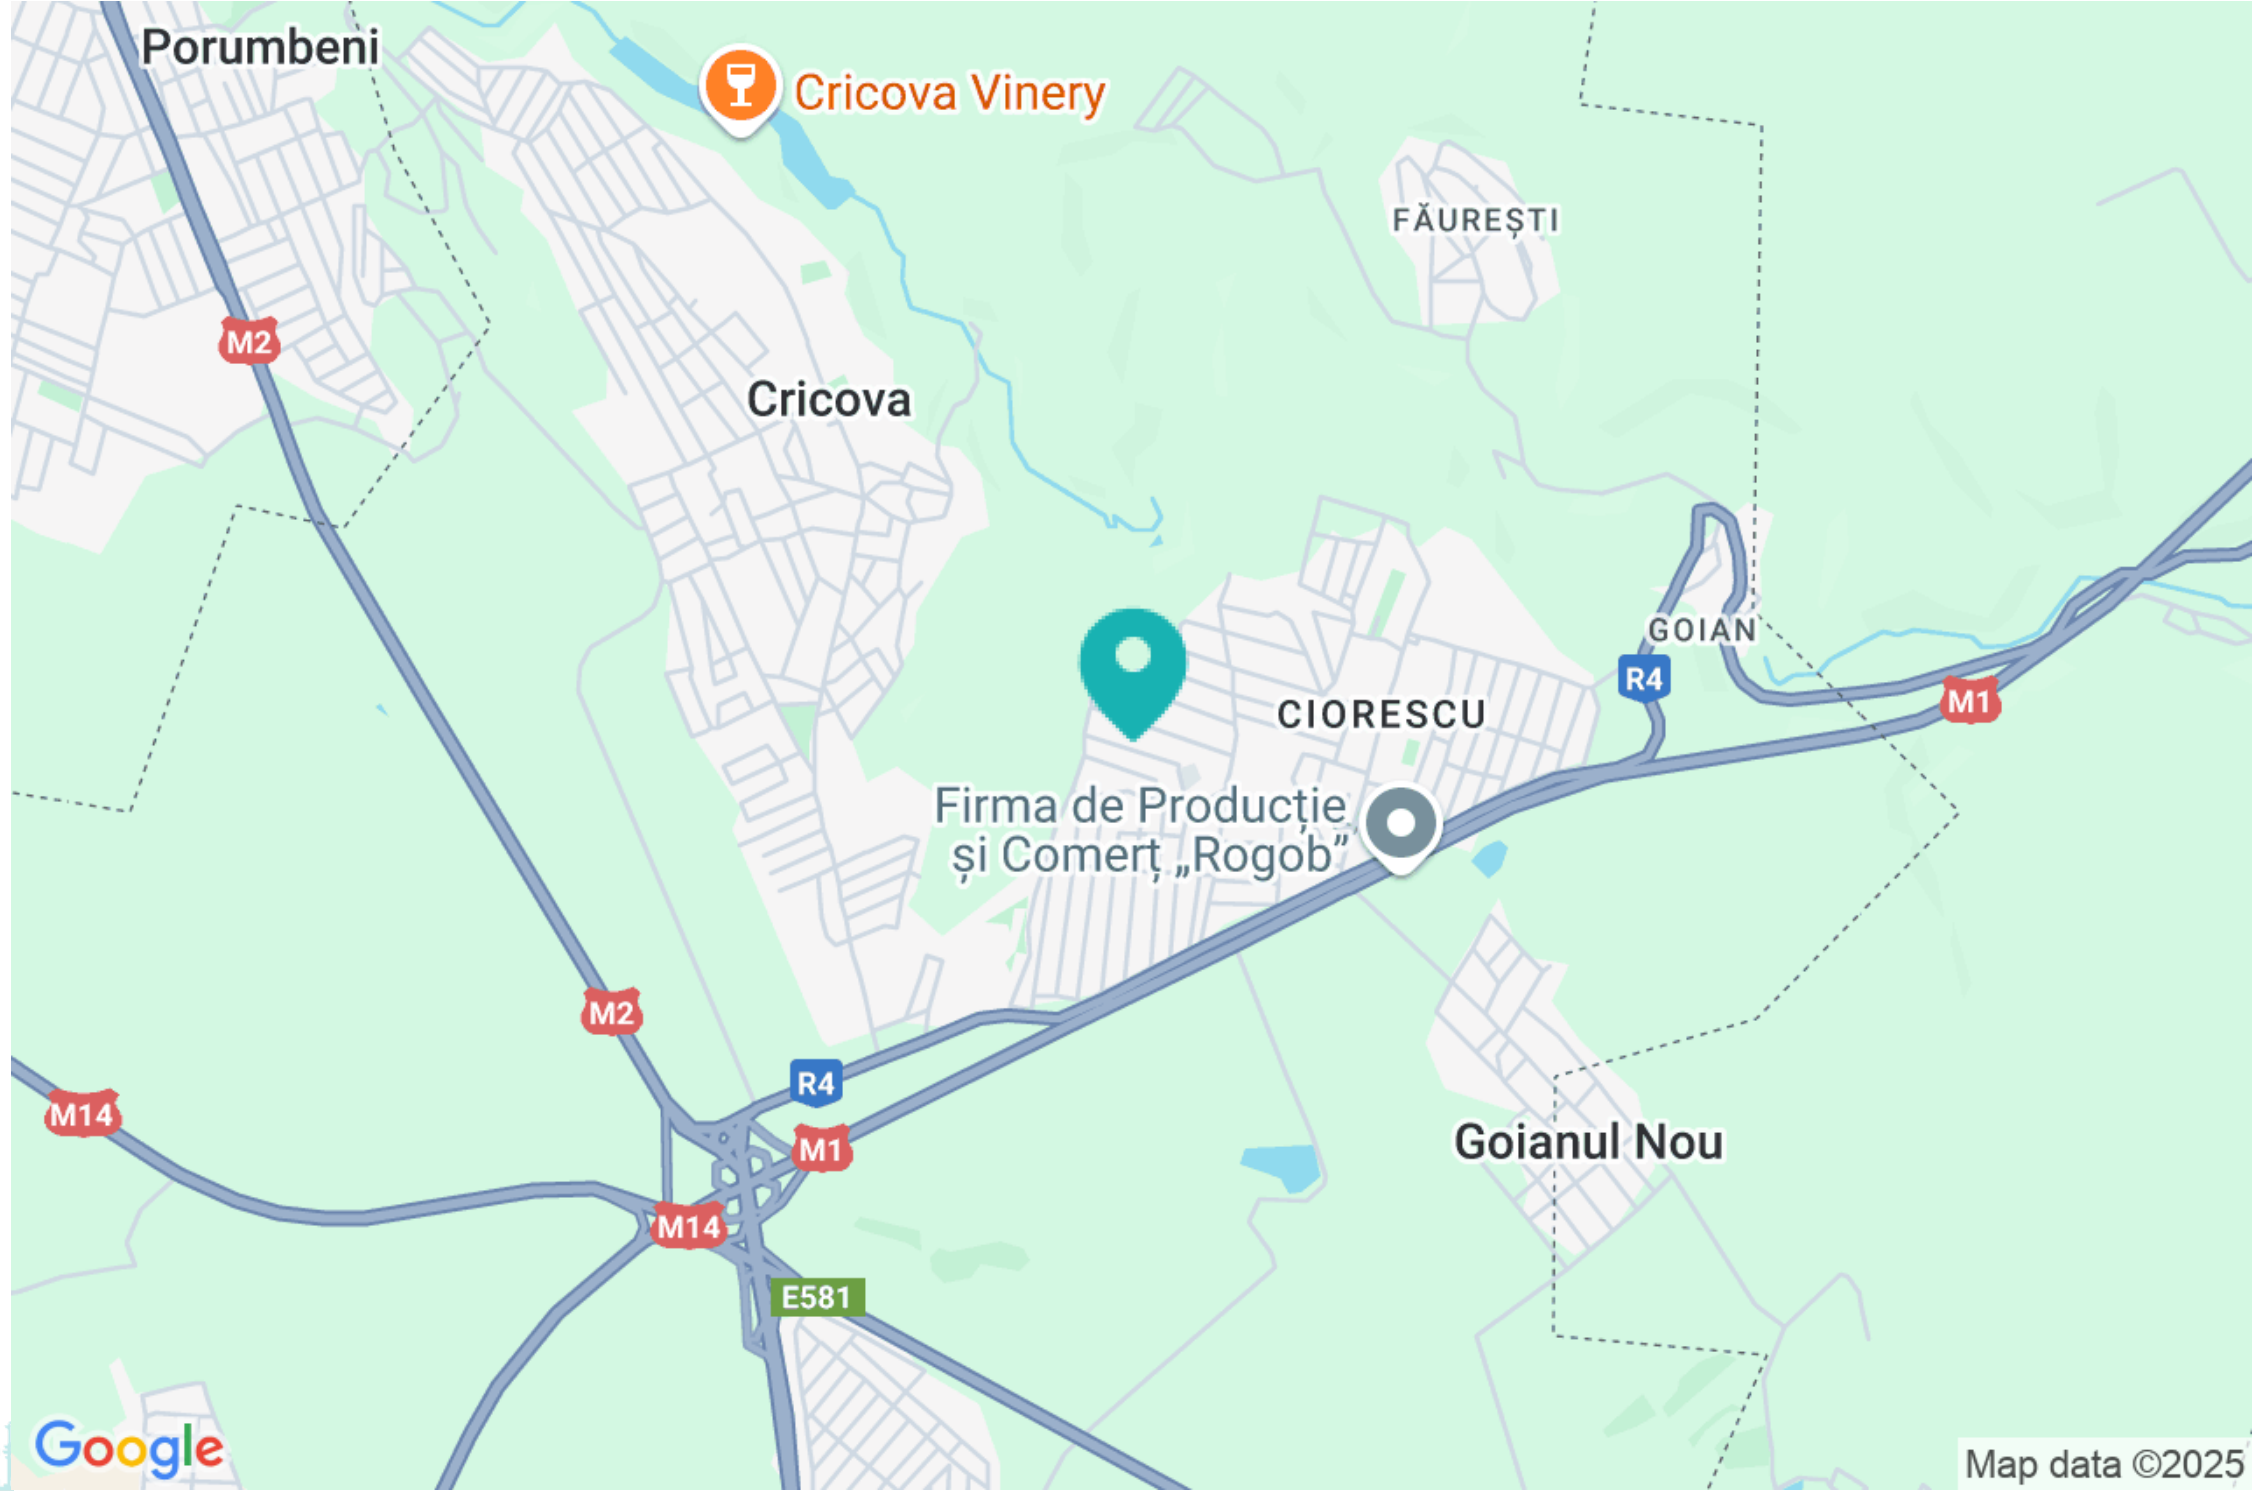 Porumbeni
Cricova Vinery
FĂUREȘTI
M2
Cricova
GOIAN
R4
M1
CIORESCU
Firma de Producție
și Comerț „Rogob”
M2
R4
M14
M1
Goianul Nou
M14
E581
Google
Map data ©2025